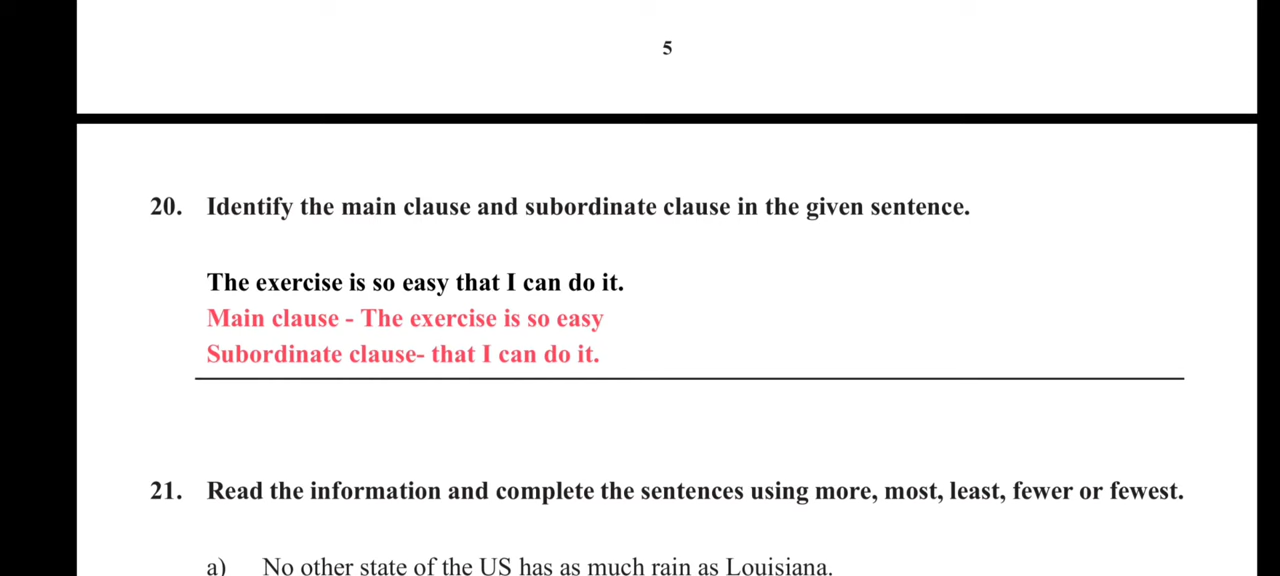 5
20. Identify the main clause and subordinate clause in the given sentence.
The exercise is so easy that I can do it.
Main clause - The exercise is so easy
Subordinate clause- that I can do it.
21. Read the information and complete the sentences using more, most, least, fewer or fewest.
a) No other state of the US has as much rain as Louisiana.